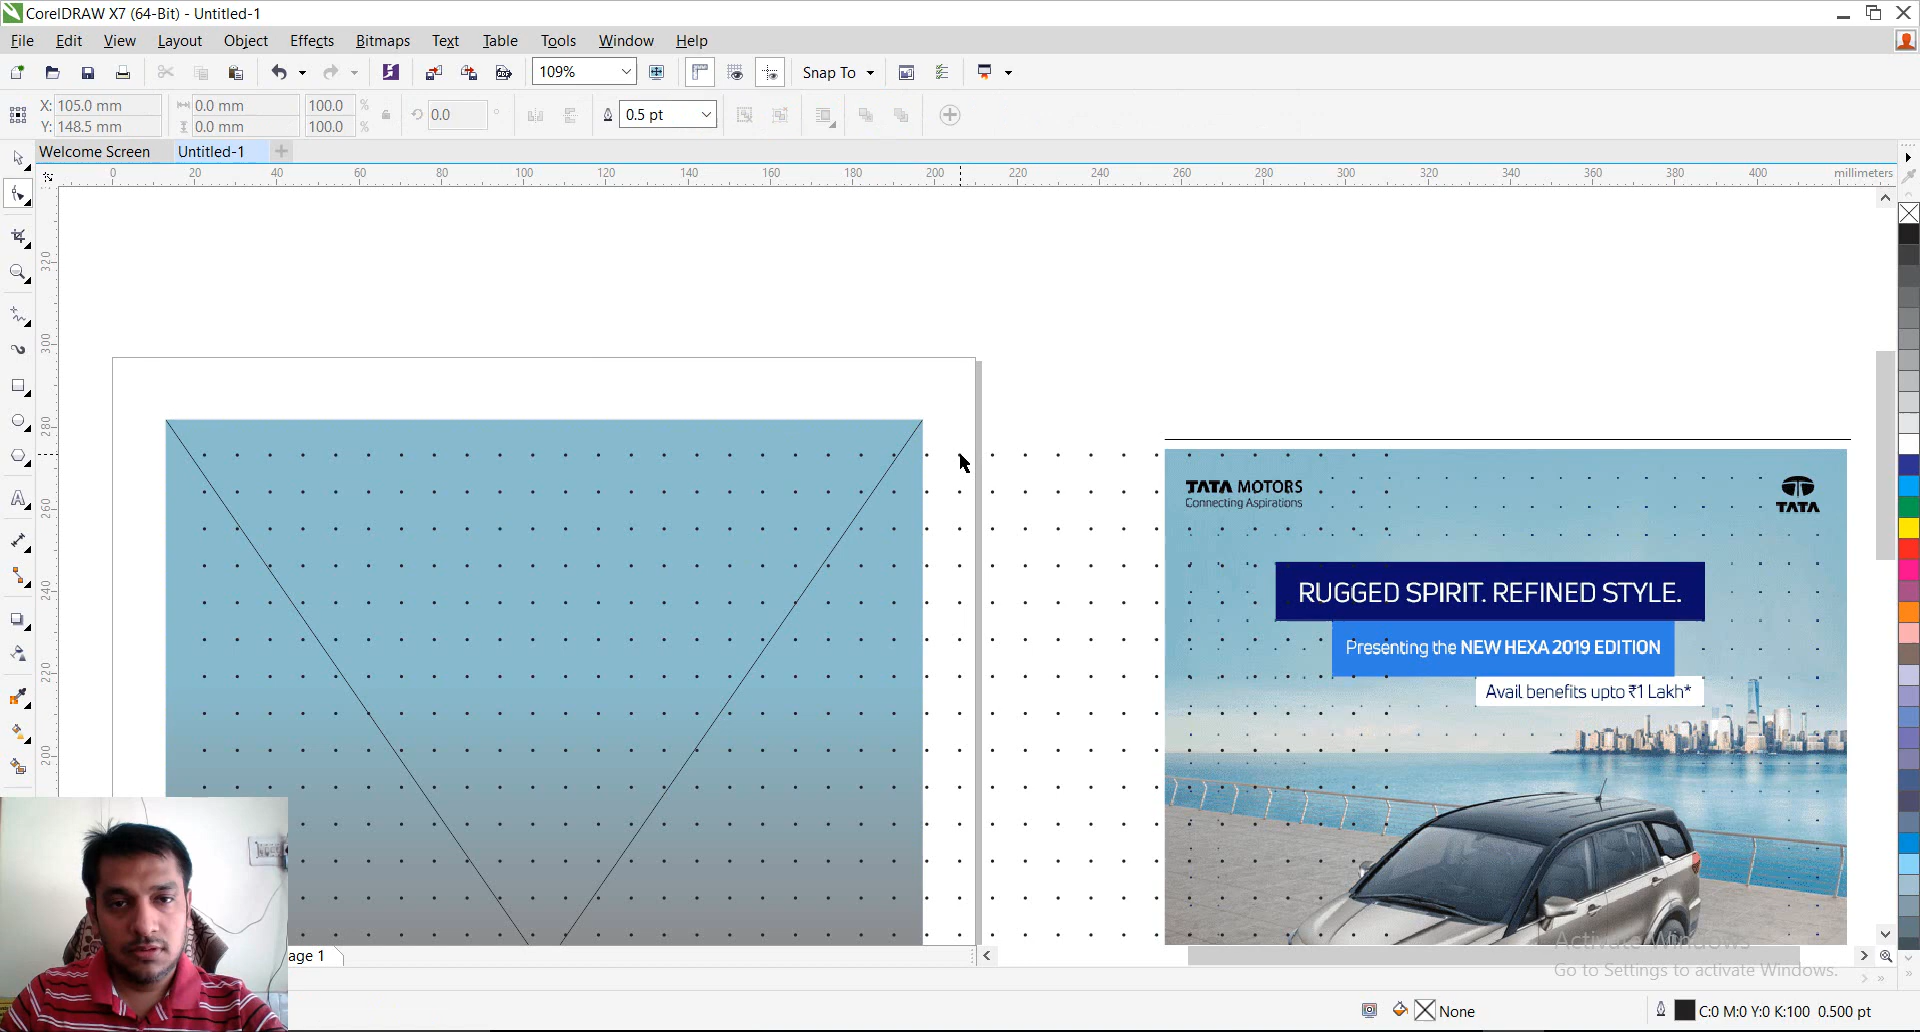 CorelDRAW X7 (64-Bit) - Untitled-1
File Edit View Layout Object Effects Bitmaps Text Table Tools Window Help
109% Snap To
X: 105.0 mm 0.0 mm 100.0 % 0.0 ° 0.5 pt
Y: 148.5 mm 0.0 mm 100.0 %
Welcome Screen Untitled-1
0 20 40 60 80 100 120 140 160 180 200 220 240 260 280 300 320 340 360 380 400 millimeters
320
300
280
260
240
220
200
TATA MOTORS
Connecting Aspirations
TATA
RUGGED SPIRIT. REFINED STYLE.
Presenting the NEW HEXA 2019 EDITION
Avail benefits upto ₹1 Lakh*
Activate Windows
Go to Settings to activate Windows.
age 1
None C:0 M:0 Y:0 K:100 0.500 pt